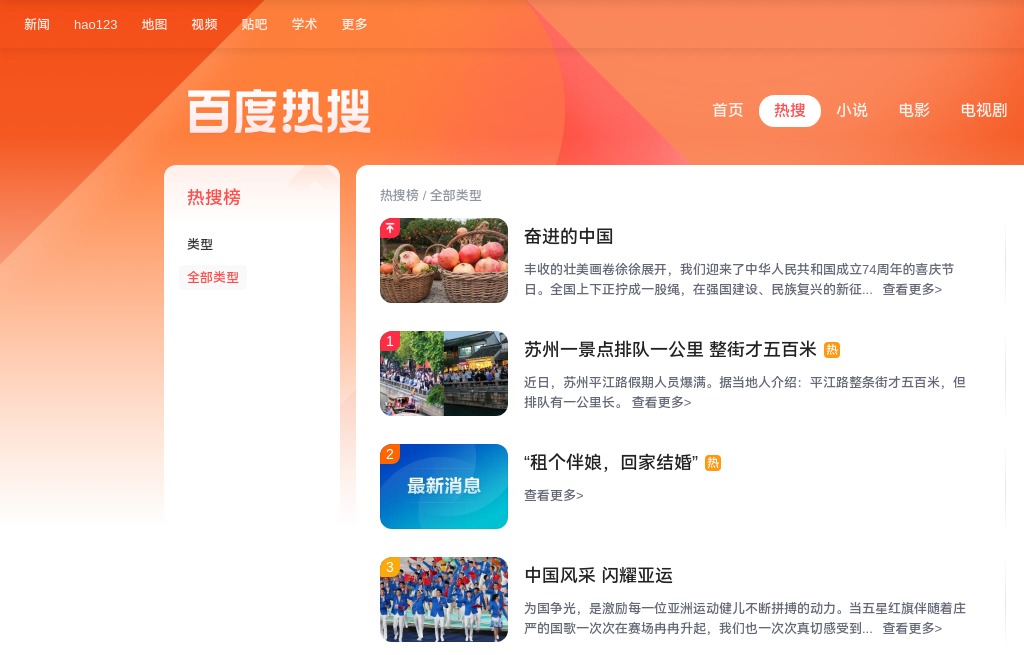 新闻 hao123 地图 视频 贴吧 学术 更多
百度热搜
首页 热搜 小说 电影 电视剧
热搜榜
类型
全部类型
热搜榜 / 全部类型
奋进的中国
丰收的壮美画卷徐徐展开，我们迎来了中华人民共和国成立74周年的喜庆节
日。全国上下正拧成一股绳，在强国建设、民族复兴的新征... 查看更多>
1
苏州一景点排队一公里 整街才五百米 热
近日，苏州平江路假期人员爆满。据当地人介绍：平江路整条街才五百米，但
排队有一公里长。 查看更多>
2
最新消息
“租个伴娘，回家结婚” 热
查看更多>
3
中国风采 闪耀亚运
为国争光，是激励每一位亚洲运动健儿不断拼搏的动力。当五星红旗伴随着庄
严的国歌一次次在赛场冉冉升起，我们也一次次真切感受到... 查看更多>